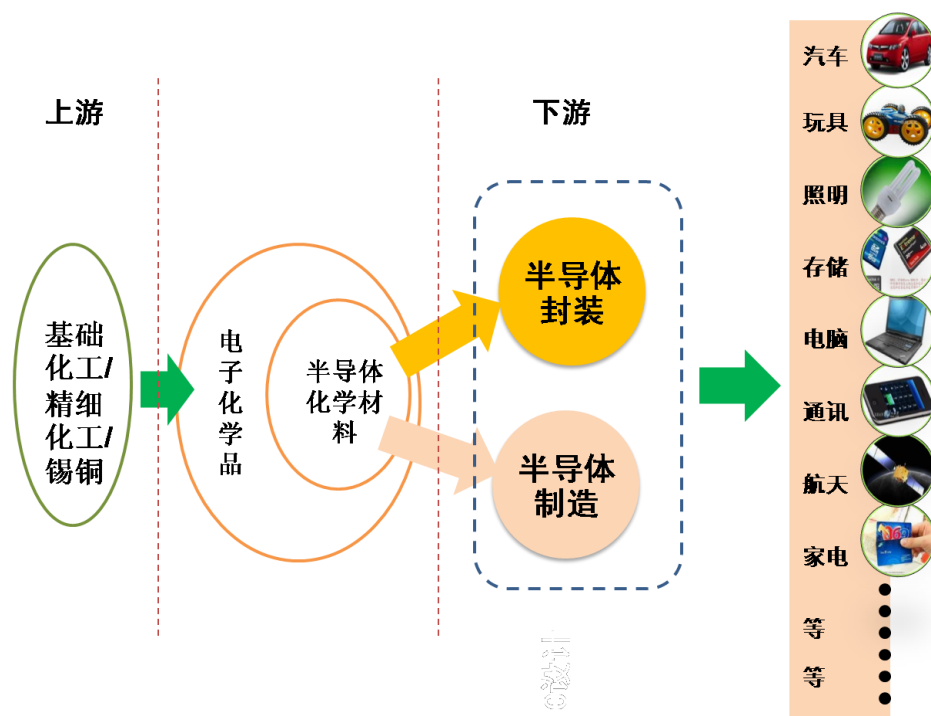 上游
下游
基础
化工/
精细
化工/
锡铜
电
子
化
学
品
半导体
化学材
料
半导体
封装
半导体
制造
汽车
玩具
照明
存储
电脑
通讯
航天
家电
等
等